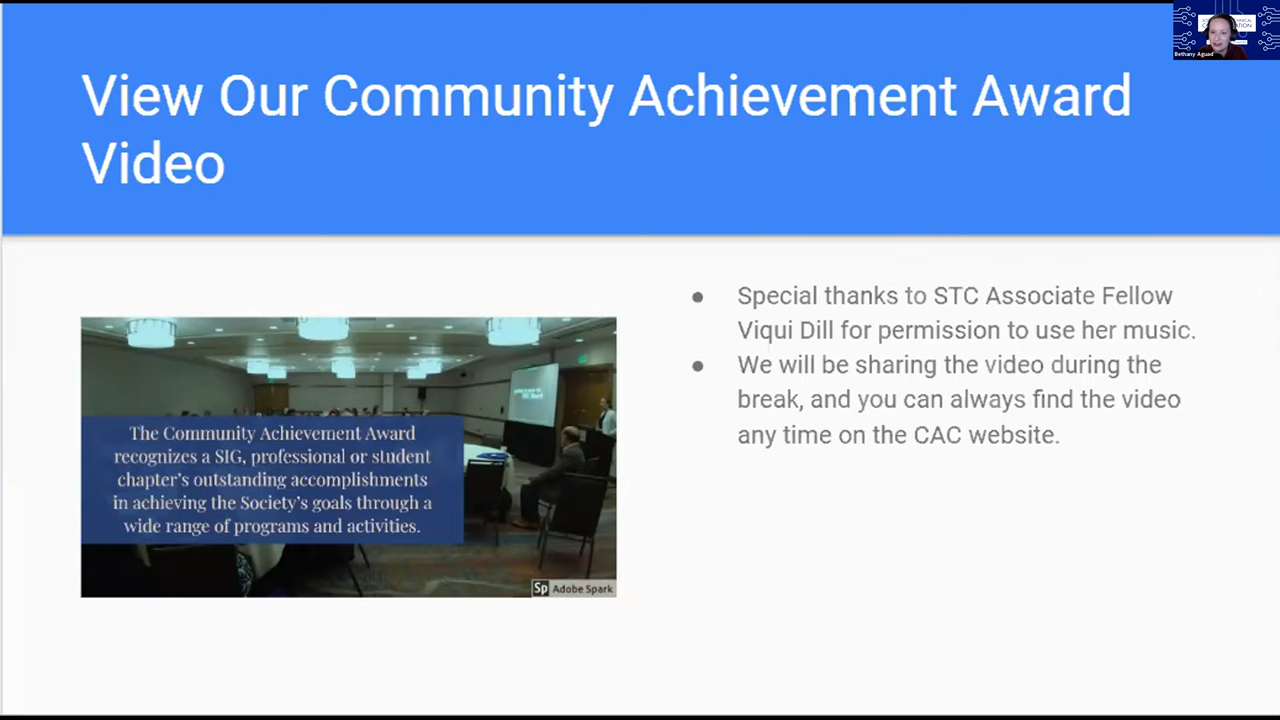 View Our Community Achievement Award
Video
Bethany Aguad
Special thanks to STC Associate Fellow
Viqui Dill for permission to use her music.
We will be sharing the video during the
break, and you can always find the video
any time on the CAC website.
The Community Achievement Award
recognizes a SIG, professional or student
chapter's outstanding accomplishments
in achieving the Society's goals through a
wide range of programs and activities.
Sp Adobe Spark